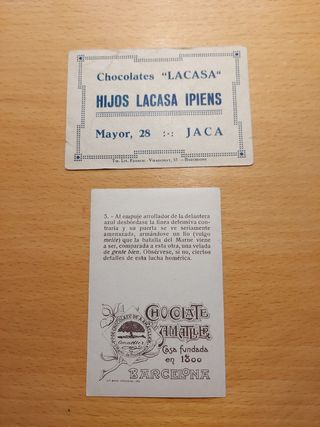 Chocolates "LACASA"
HIJOS LACASA IPIENS
Mayor, 28 :-: JACA
5. - Al empuje arrollador de la delantera
azul desbórdase la línea defensiva con-
traria y su puerta se ve seriamente
amenazada, armándose un lío (vulgo
melée) que la batalla del Marne viene
a ser, comparada a esta otra, una velada
de gente bien. Obsérvese, si no, ciertos
detalles de esta lucha homérica.
CHOCOLATE
AMATLLER
Casa fundada
en 1800
BARCELONA